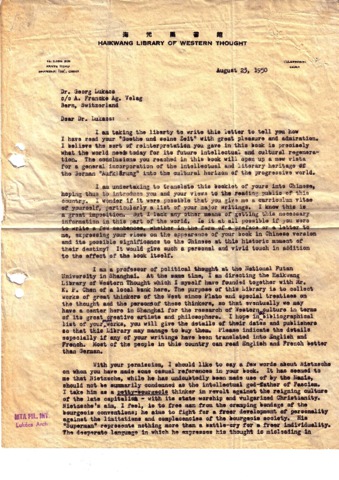 海光圖書館
HAIKWANG LIBRARY OF WESTERN THOUGHT
August 23, 1950
Dr. Georg Lukacs
c/o A. Francke Ag. Velag
Bern, Switzerland
Dear Dr. Lukacs:
I am taking the liberty to write this letter to tell you how
I have read your "Goethe und seine Zeit" with great pleasure and admiration.
I believe the sort of reinterpretation you gave in this book is precisely
what the world needs today for its future intellectual and cultural regenera-
tion. The conclusions you reached in this book will open up a new vista
for a general incorporation of the intellectual and literary heritage of
the German "Aufklärung" into the cultural horizon of the progressive world.
I am undertaking to translate this booklet of yours into Chinese,
hoping thus to introduce you and your views to the reading public of this
country. I wonder if it were possible that you give me a curriculum vitae
of yourself, particularly a list of your major writings. I know this is
a great imposition. But I lack any other means of getting this necessary
information in this part of the world. Is it at all possible if you were
to write a few sentences, whether in the form of a preface or a letter to
me, expressing your views on the appearance of your book in Chinese version
and its possible significance to the Chinese at this historic moment of
their destiny? It would give such a personal and vivid touch in addition
to the effect of the book itself.
I am a professor of political thought at the National Futan
University in Shanghai. At the same time, I am directing the Haikwang
Library of Western Thought which I myself have founded together with Mr.
K. P. Chen of a local bank here. The purpose of this library is to collect
works of great thinkers of the West since Plato and special treatises on
the thought and the persons of these thinkers, so that eventually we may
have a center here in Shanghai for the research of Western culture in terms
of its great creative artists and philosophers. I hope in
list of your works, you will give the details of their dates and publishers
so that this Library may manage to buy them. Please indicate the details
especially if any of your writings have been translated into English and
French. Most of the people in this country can read English and French better
than German.
With your permission, I should like to say a few words about Nietzsche
on whom you have made some casual references in your book. It has seemed to
me that Nietzsche, while he has undoubtedly been made use of by the Nazis,
should not be summarily condemned as the intellectual god-father of Fascism.
I take him as a petty-bourgeois thinker in revolt against the reigning culture
of the late capitalism - with its state worship and vulgarized Christianity.
Nietzsche's aim, I feel, is to free man from the cramping bondage of the
bourgeois conventions; he aims to fight for a freer development of personality
against the limitations and complacencies of the bourgeois society. His
"Superman" represents nothing more than a battle-cry for a freer individuality.
The desperate language in which he expresses his thought is misleading in
MTA FIL. INT.
Lukács Arch.